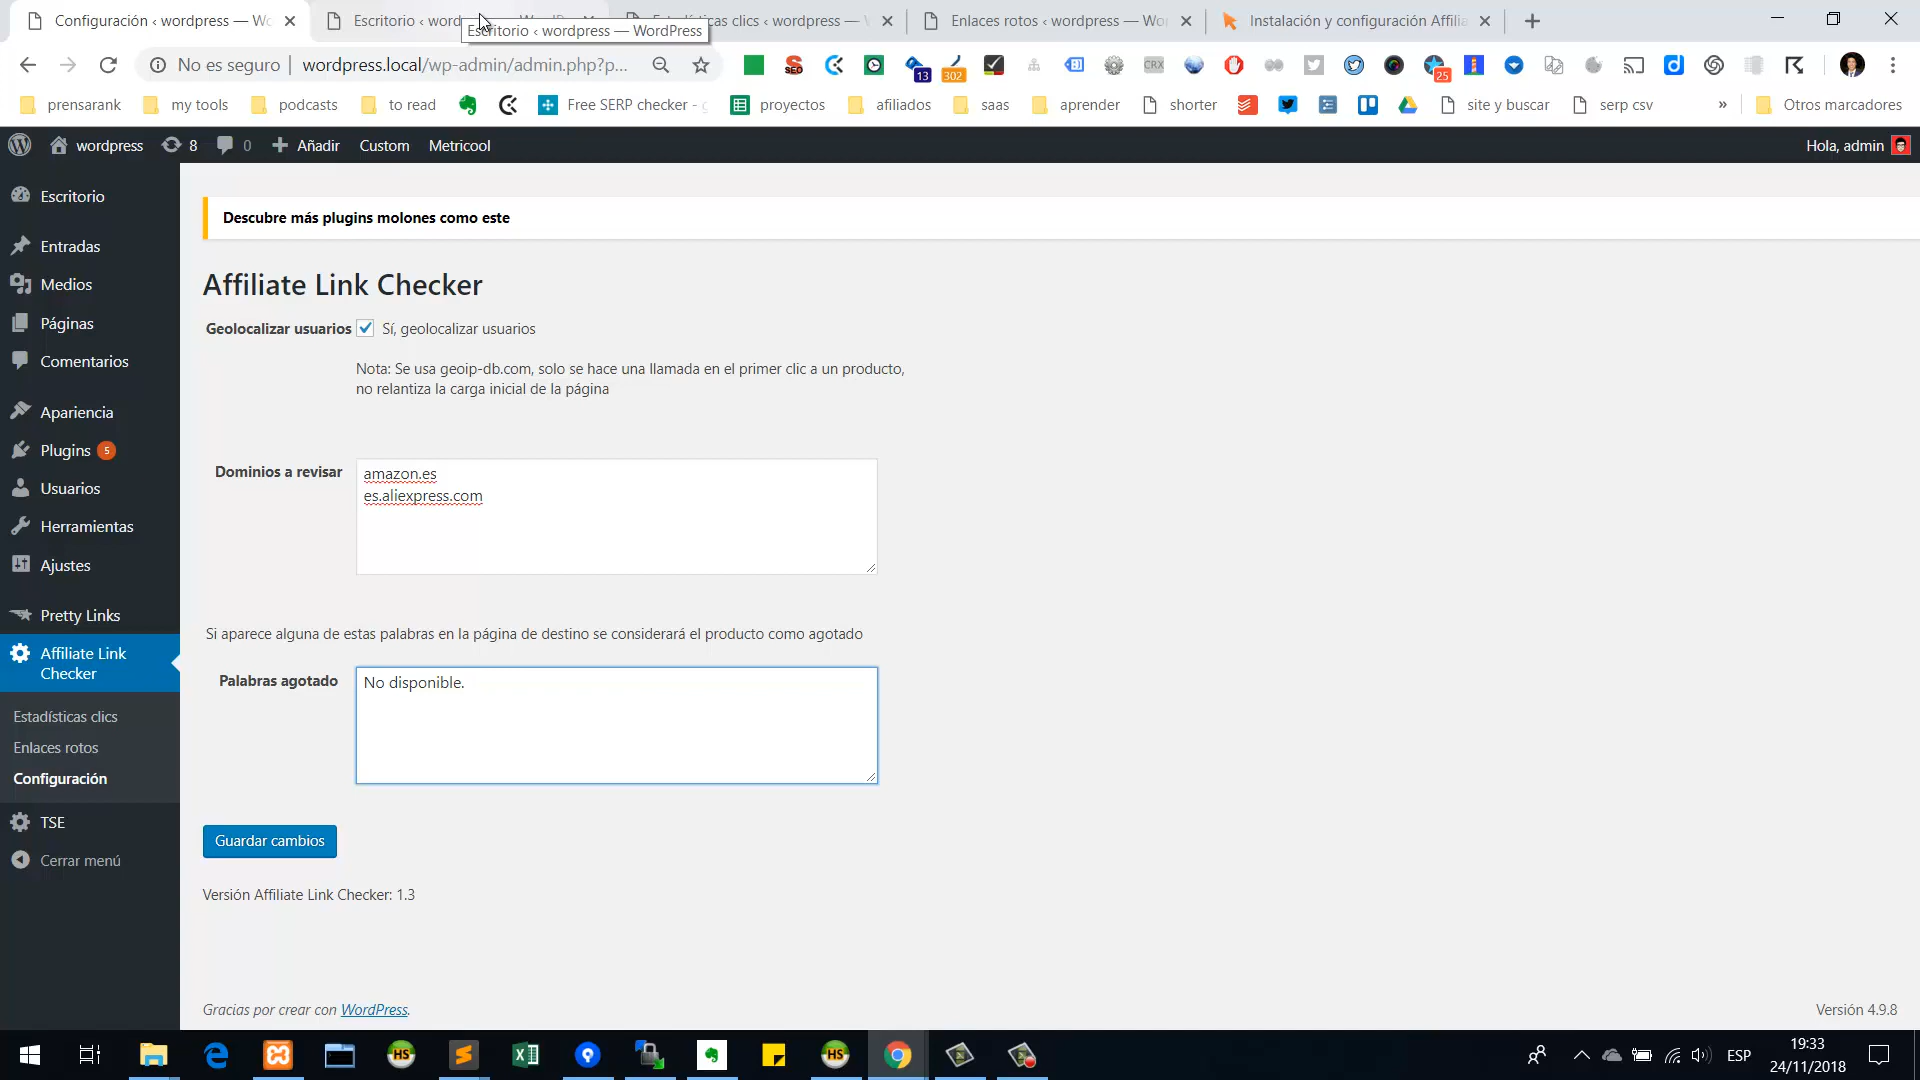 Configuración ‹ wordpress — Wo
Escritorio ‹ word
Estadísticas clics ‹ wordpress —
Enlaces rotos ‹ wordpress — Wor
Instalación y configuración Affilia
Escritorio ‹ wordpress — WordPress
No es seguro
wordpress.local/wp-admin/admin.php?p...
13
302
CRX
25
prensarank
my tools
podcasts
to read
Free SERP checker -
proyectos
afiliados
saas
aprender
shorter
site y buscar
serp csv
»
Otros marcadores
wordpress
8
0
Añadir
Custom
Metricool
Hola, admin
Escritorio
Entradas
Medios
Páginas
Comentarios
Apariencia
Plugins 5
Usuarios
Herramientas
Ajustes
Pretty Links
Affiliate Link
Checker
Estadísticas clics
Enlaces rotos
Configuración
TSE
Cerrar menú
Descubre más plugins molones como este
Affiliate Link Checker
Geolocalizar usuarios Sí, geolocalizar usuarios
Nota: Se usa geoip-db.com, solo se hace una llamada en el primer clic a un producto,
no relantiza la carga inicial de la página
Dominios a revisar
amazon.es
es.aliexpress.com
Si aparece alguna de estas palabras en la página de destino se considerará el producto como agotado
Palabras agotado
No disponible.
Guardar cambios
Versión Affiliate Link Checker: 1.3
Gracias por crear con WordPress.
Versión 4.9.8
ESP
19:33
24/11/2018